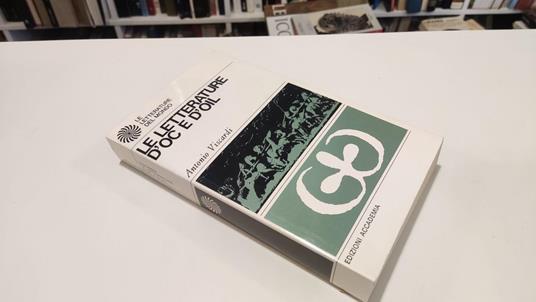 LE LETTERATURE
DEL MONDO
LE LETTERATURE
D'OC E D'OIL
Antonio Viscardi
EDIZIONI ACCADEMIA